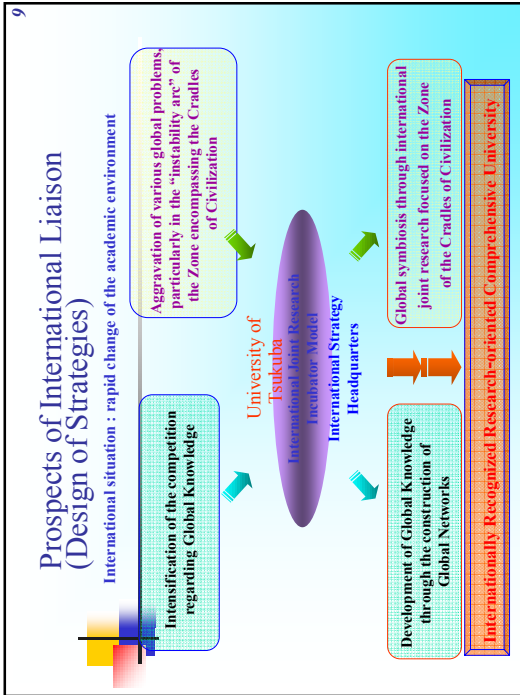 Prospects of International Liaison
(Design of Strategies)
International situation : rapid change of the academic environment
Intensification of the competition
regarding Global Knowledge
Aggravation of various global problems,
particularly in the “instability arc” of
the Zone encompassing the Cradles
of Civilization
University of
Tsukuba
International Joint Research
Incubator Model
International Strategy
Headquarters
Development of Global Knowledge
through the construction of
Global Networks
Global symbiosis through international
joint research focused on the Zone
of the Cradles of Civilization
Internationally Recognized Research-oriented Comprehensive University
9